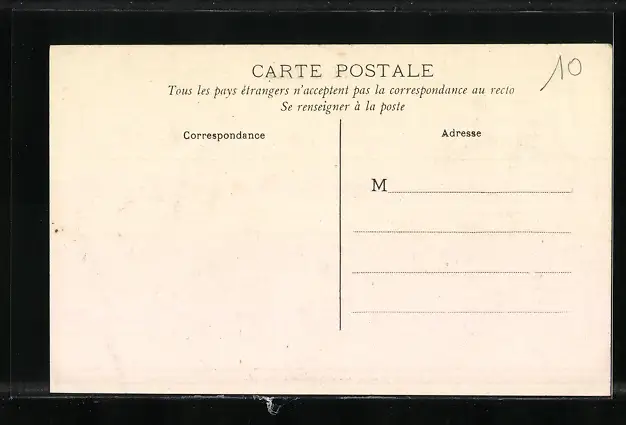 CARTE POSTALE
10
Tous les pays étrangers n'acceptent pas la correspondance au recto
Se renseigner à la poste
Correspondance
Adresse
M